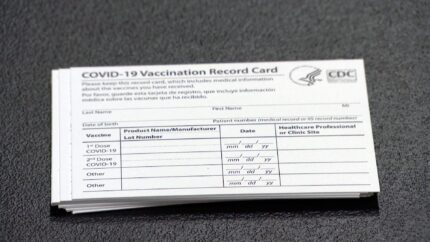 COVID-19 Vaccination Record Card
CDC
Please keep this record card, which includes medical information
about the vaccines you have received.
Por favor, guarde esta tarjeta de registro, que incluye información
médica sobre las vacunas que ha recibido.
Last Name First Name MI
Date of birth Patient number (medical record or IIS record number)
Vaccine Product Name/Manufacturer Date Healthcare Professional
Lot Number or Clinic Site
1st Dose
COVID-19
mm dd yy
2nd Dose
COVID-19
mm dd yy
Other
mm dd yy
Other
mm dd yy